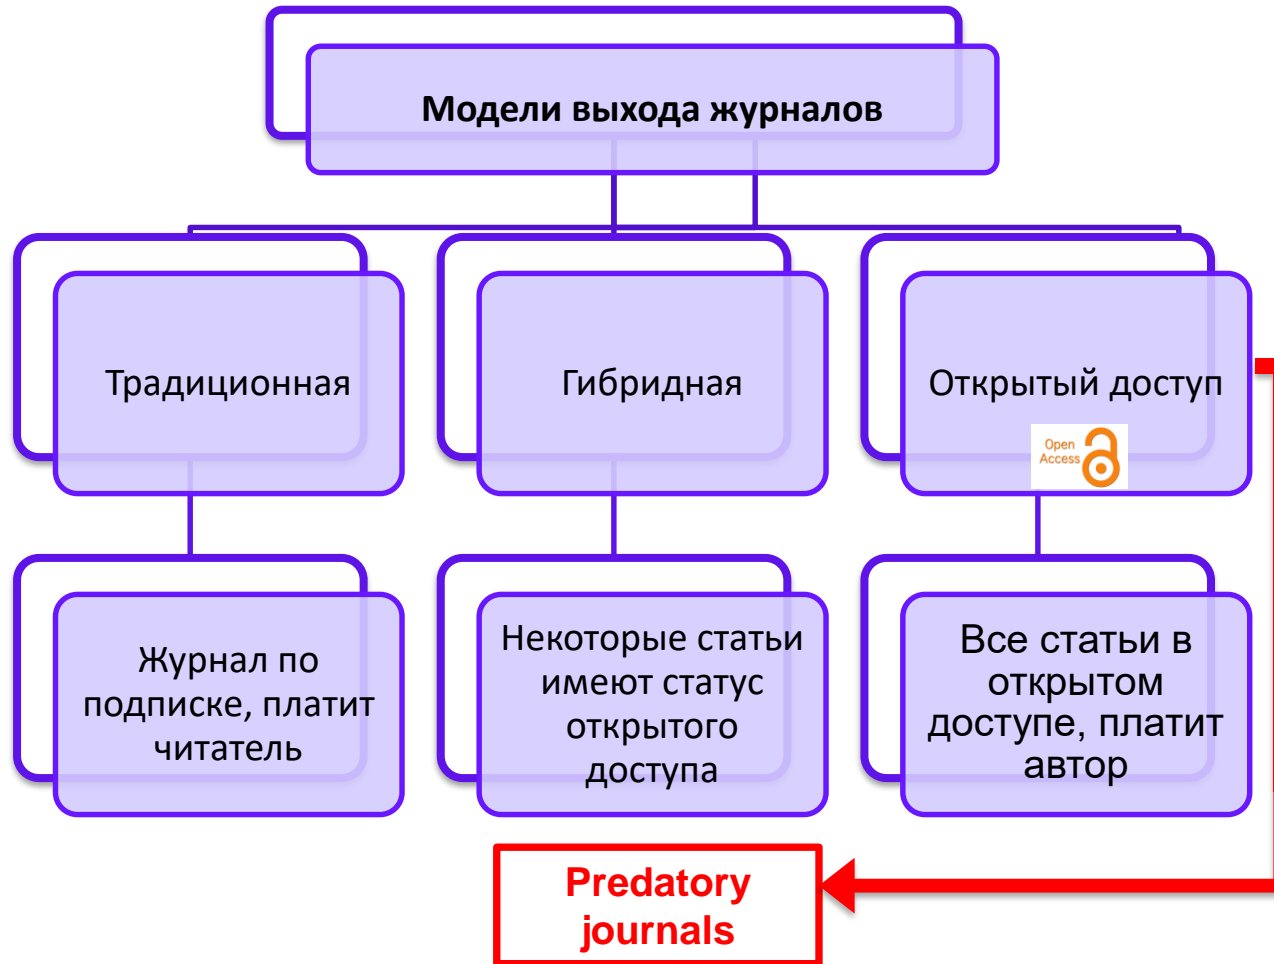 Модели выхода журналов
Традиционная
Гибридная
Открытый доступ
Open
Access
Журнал по
подписке, платит
читатель
Некоторые статьи
имеют статус
открытого
доступа
Все статьи в
открытом
доступе, платит
автор
Predatory
journals